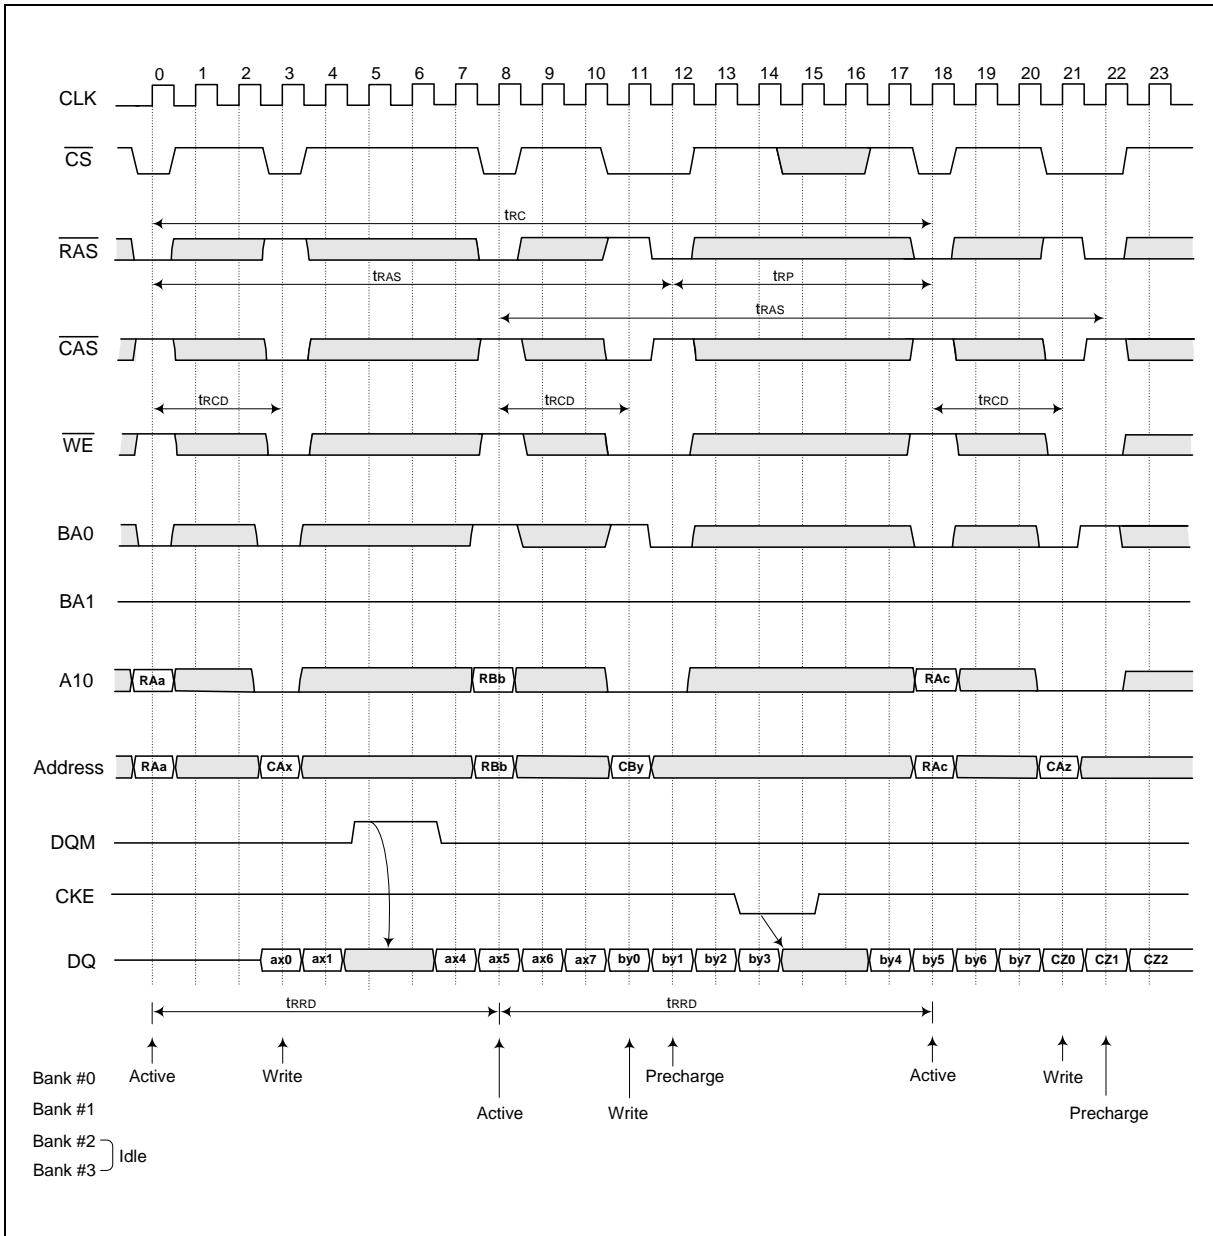 0 1 2 3 4 5 6 7 8 9 10 11 12 13 14 15 16 17 18 19 20 21 22 23
CLK
CS
tRC
RAS
tRAS tRP
tRAS
CAS
tRCD tRCD tRCD
WE
BA0
BA1
A10 RAa RBb RAc
Address RAa CAx RBb CBy RAc CAz
DQM
CKE
DQ ax0 ax1 ax4 ax5 ax6 ax7 by0 by1 by2 by3 by4 by5 by6 by7 CZ0 CZ1 CZ2
tRRD tRRD
Bank #0 Active Write Precharge Active Write
Bank #1 Active Write Precharge
Bank #2
Idle
Bank #3